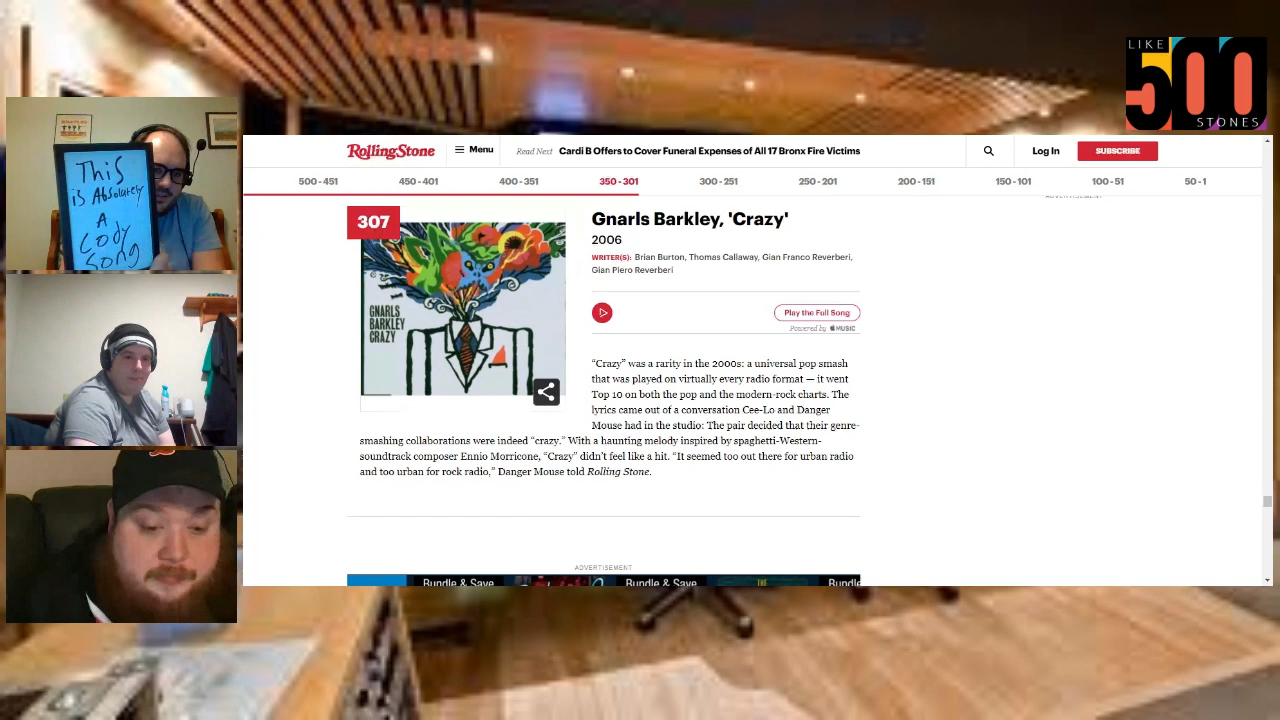 LIKE
500
STONES
This
is Absolutely
A
Cody
Song
RollingStone
Menu
Read Next Cardi B Offers to Cover Funeral Expenses of All 17 Bronx Fire Victims
Log In
SUBSCRIBE
500 - 451 450 - 401 400 - 351 350 - 301 300 - 251 250 - 201 200 - 151 150 - 101 100 - 51 50 - 1
ADVERTISEMENT
307
GNARLS
BARKLEY
CRAZY
Gnarls Barkley, 'Crazy'
2006
WRITER(S): Brian Burton, Thomas Callaway, Gian Franco Reverberi,
Gian Piero Reverberi
Play the Full Song
Powered by MUSIC
“Crazy” was a rarity in the 2000s: a universal pop smash
that was played on virtually every radio format — it went
Top 10 on both the pop and the modern-rock charts. The
lyrics came out of a conversation Cee-Lo and Danger
Mouse had in the studio: The pair decided that their genre-
smashing collaborations were indeed “crazy.” With a haunting melody inspired by spaghetti-Western-
soundtrack composer Ennio Morricone, “Crazy” didn’t feel like a hit. “It seemed too out there for urban radio
and too urban for rock radio,” Danger Mouse told Rolling Stone.
ADVERTISEMENT
Bundle & Save Bundle & Save THE Bundle